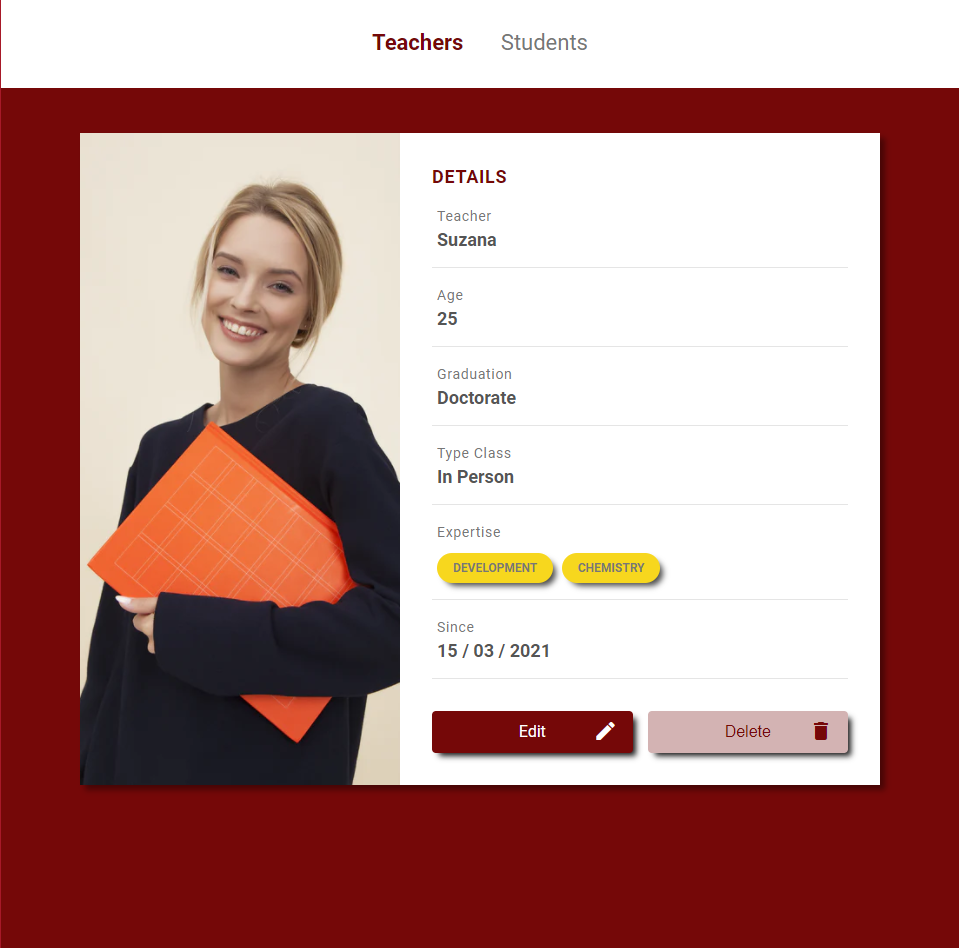 Teachers Students
DETAILS
Teacher
Suzana
Age
25
Graduation
Doctorate
Type Class
In Person
Expertise
DEVELOPMENT CHEMISTRY
Since
15 / 03 / 2021
Edit Delete